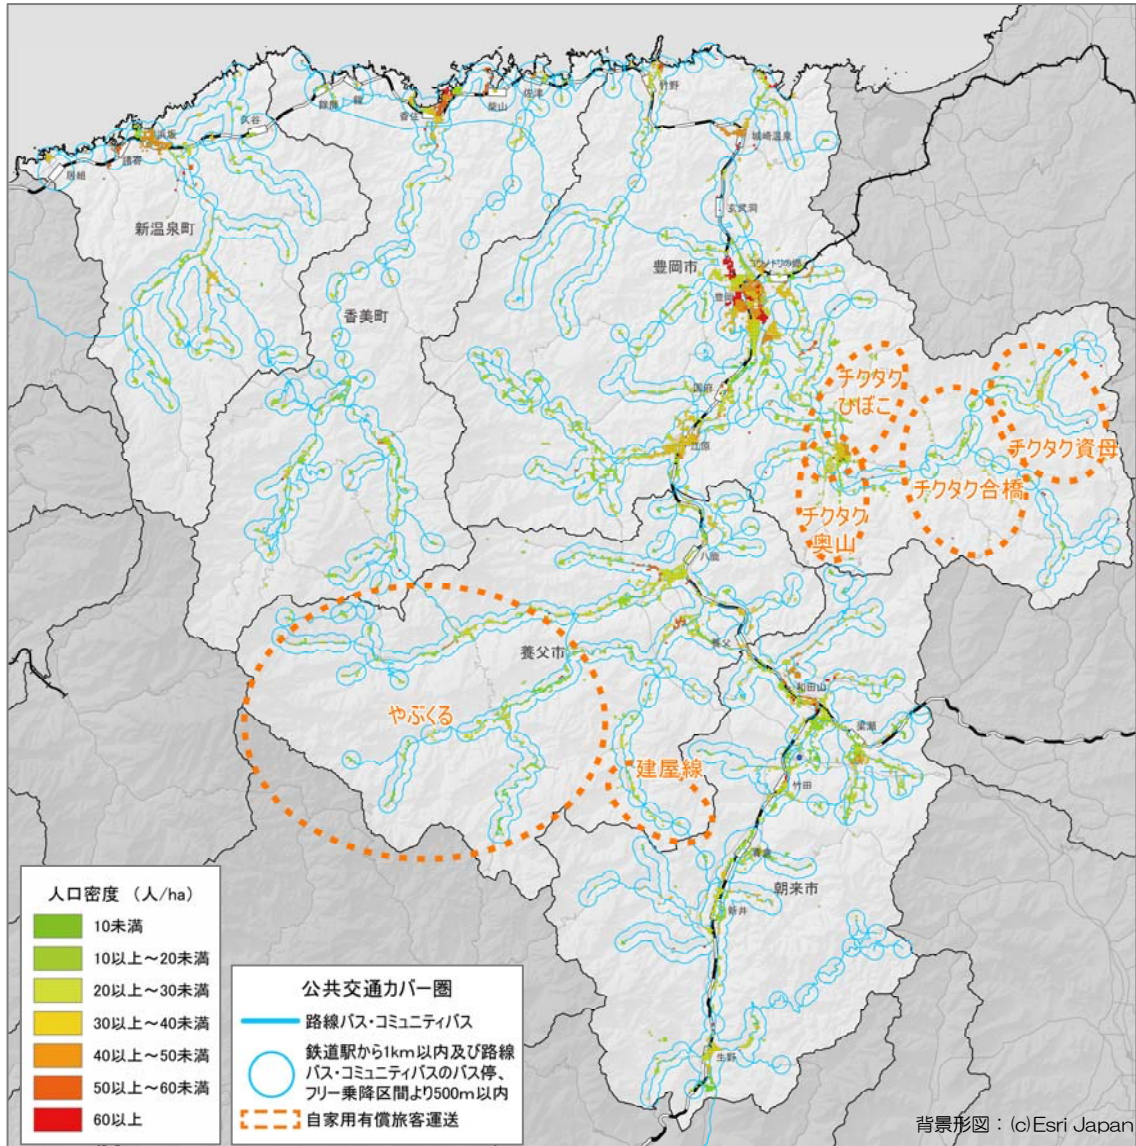 竹野
佐津
柴山
香住
鎧
餘部
久谷
浜坂
諸寄
居組
城崎温泉
新温泉町
玄武洞
豊岡市
コウノトリの郷
豊岡
香美町
国府
チクタク
ひぼこ
チクタク資母
江原
チクタク合橋
チクタク
奥山
八鹿
養父市
養父
和田山
やぶくる
梁瀬
建屋線
竹田
青倉
朝来市
新井
生野
人口密度 （人/ha）
10未満
10以上～20未満
20以上～30未満
30以上～40未満
40以上～50未満
50以上～60未満
60以上
公共交通カバー圏
路線バス・コミュニティバス
鉄道駅から1km以内及び路線
バス・コミュニティバスのバス停、
フリー乗降区間より500m以内
自家用有償旅客運送
背景形図：(c)Esri Japan